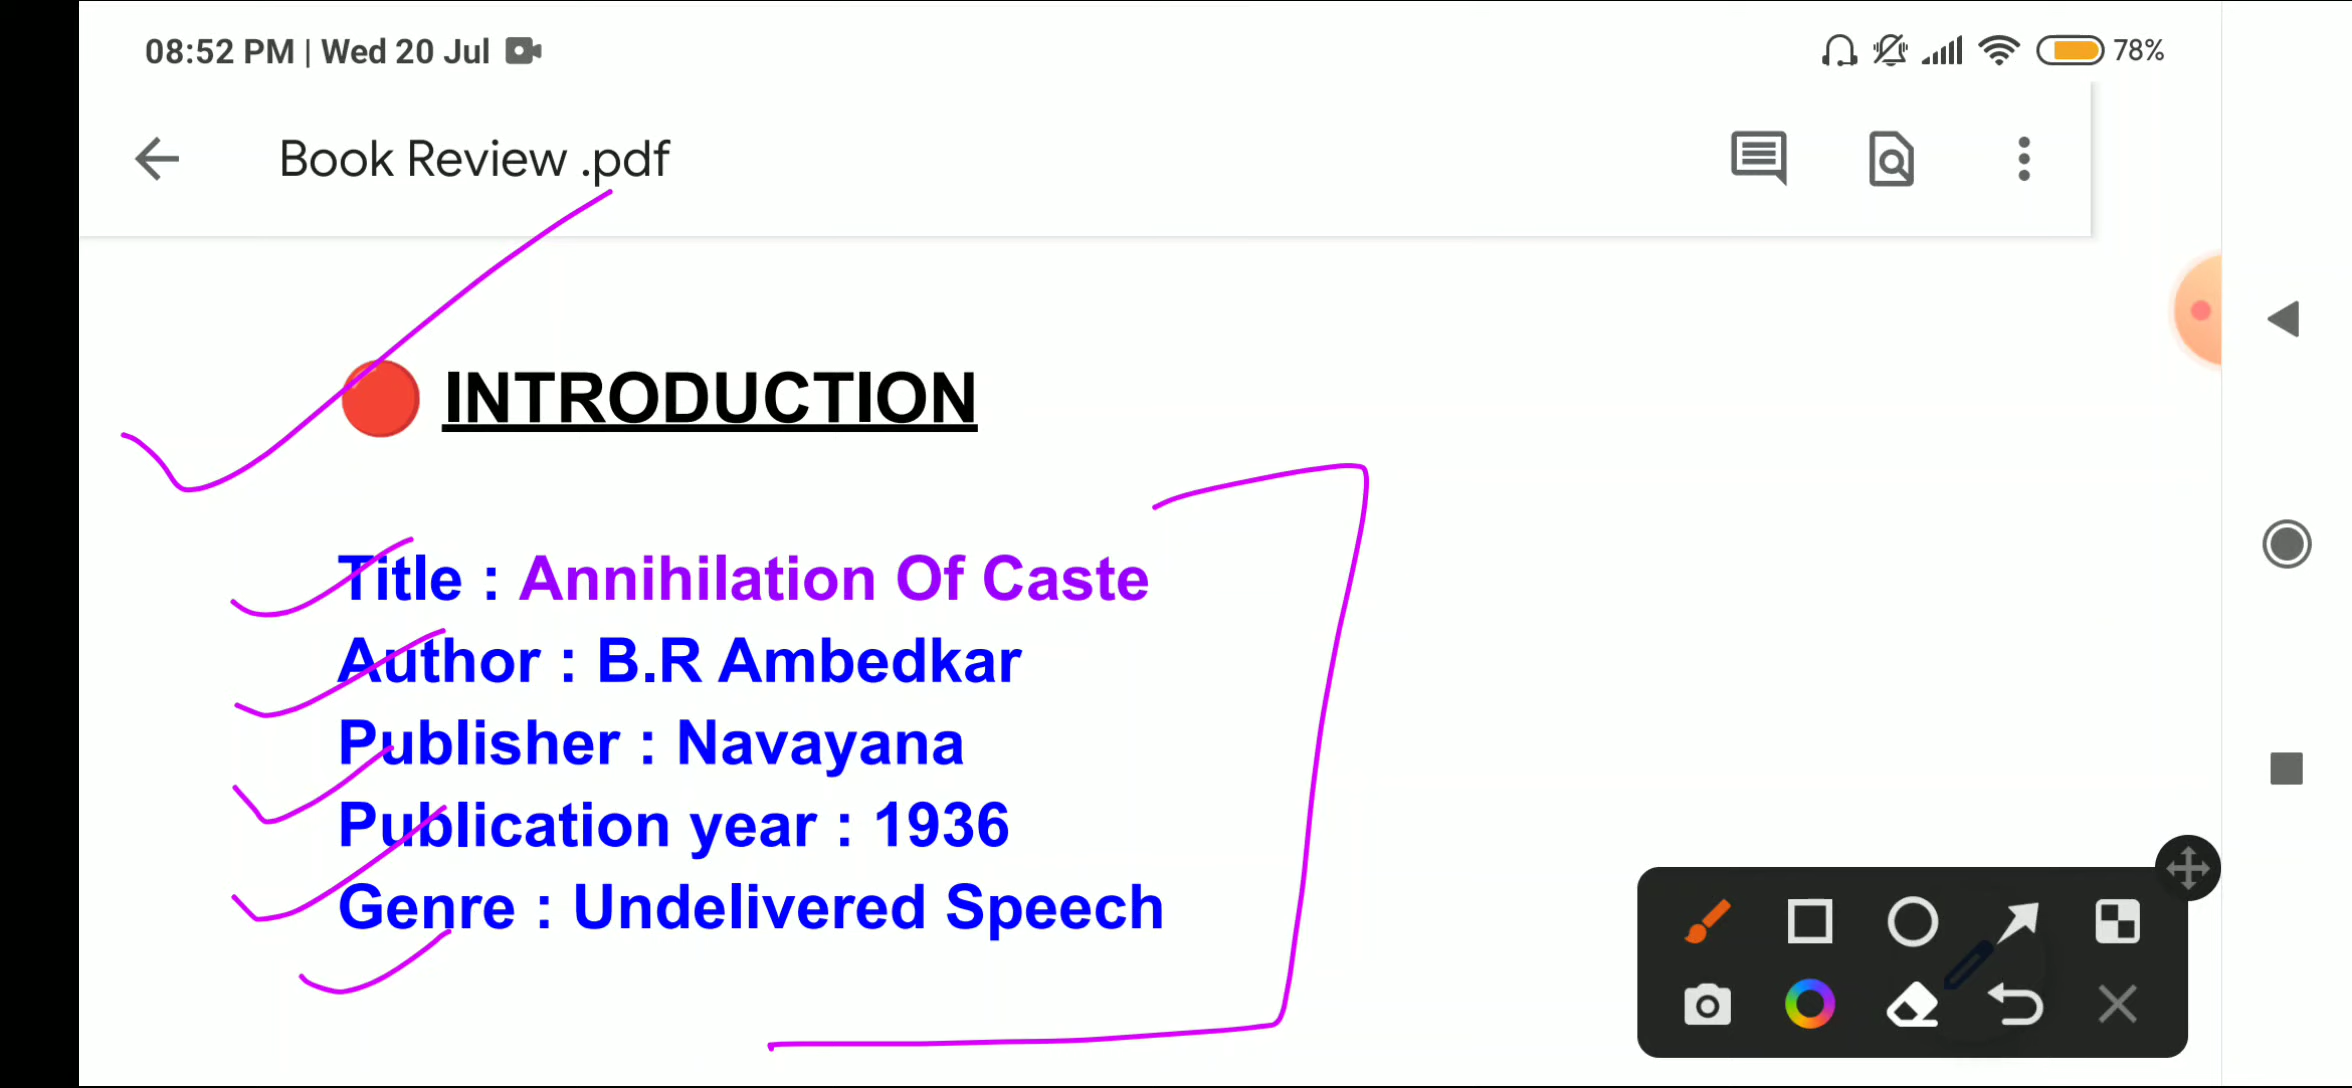 08:52 PM | Wed 20 Jul
78%
Book Review .pdf
INTRODUCTION
Title : Annihilation Of Caste
Author : B.R Ambedkar
Publisher : Navayana
Publication year : 1936
Genre : Undelivered Speech